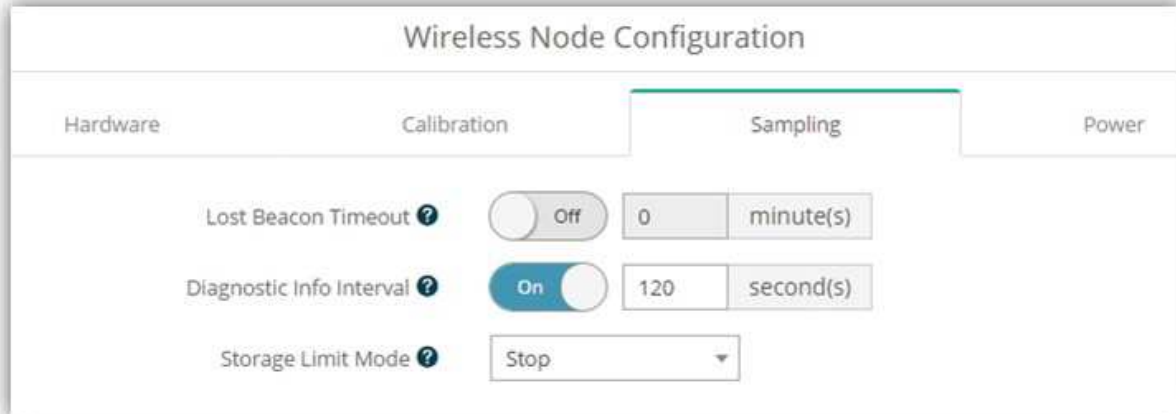 Wireless Node Configuration
Hardware Calibration Sampling Power
Lost Beacon Timeout ? Off 0 minute(s)
Diagnostic Info Interval ? On 120 second(s)
Storage Limit Mode ? Stop